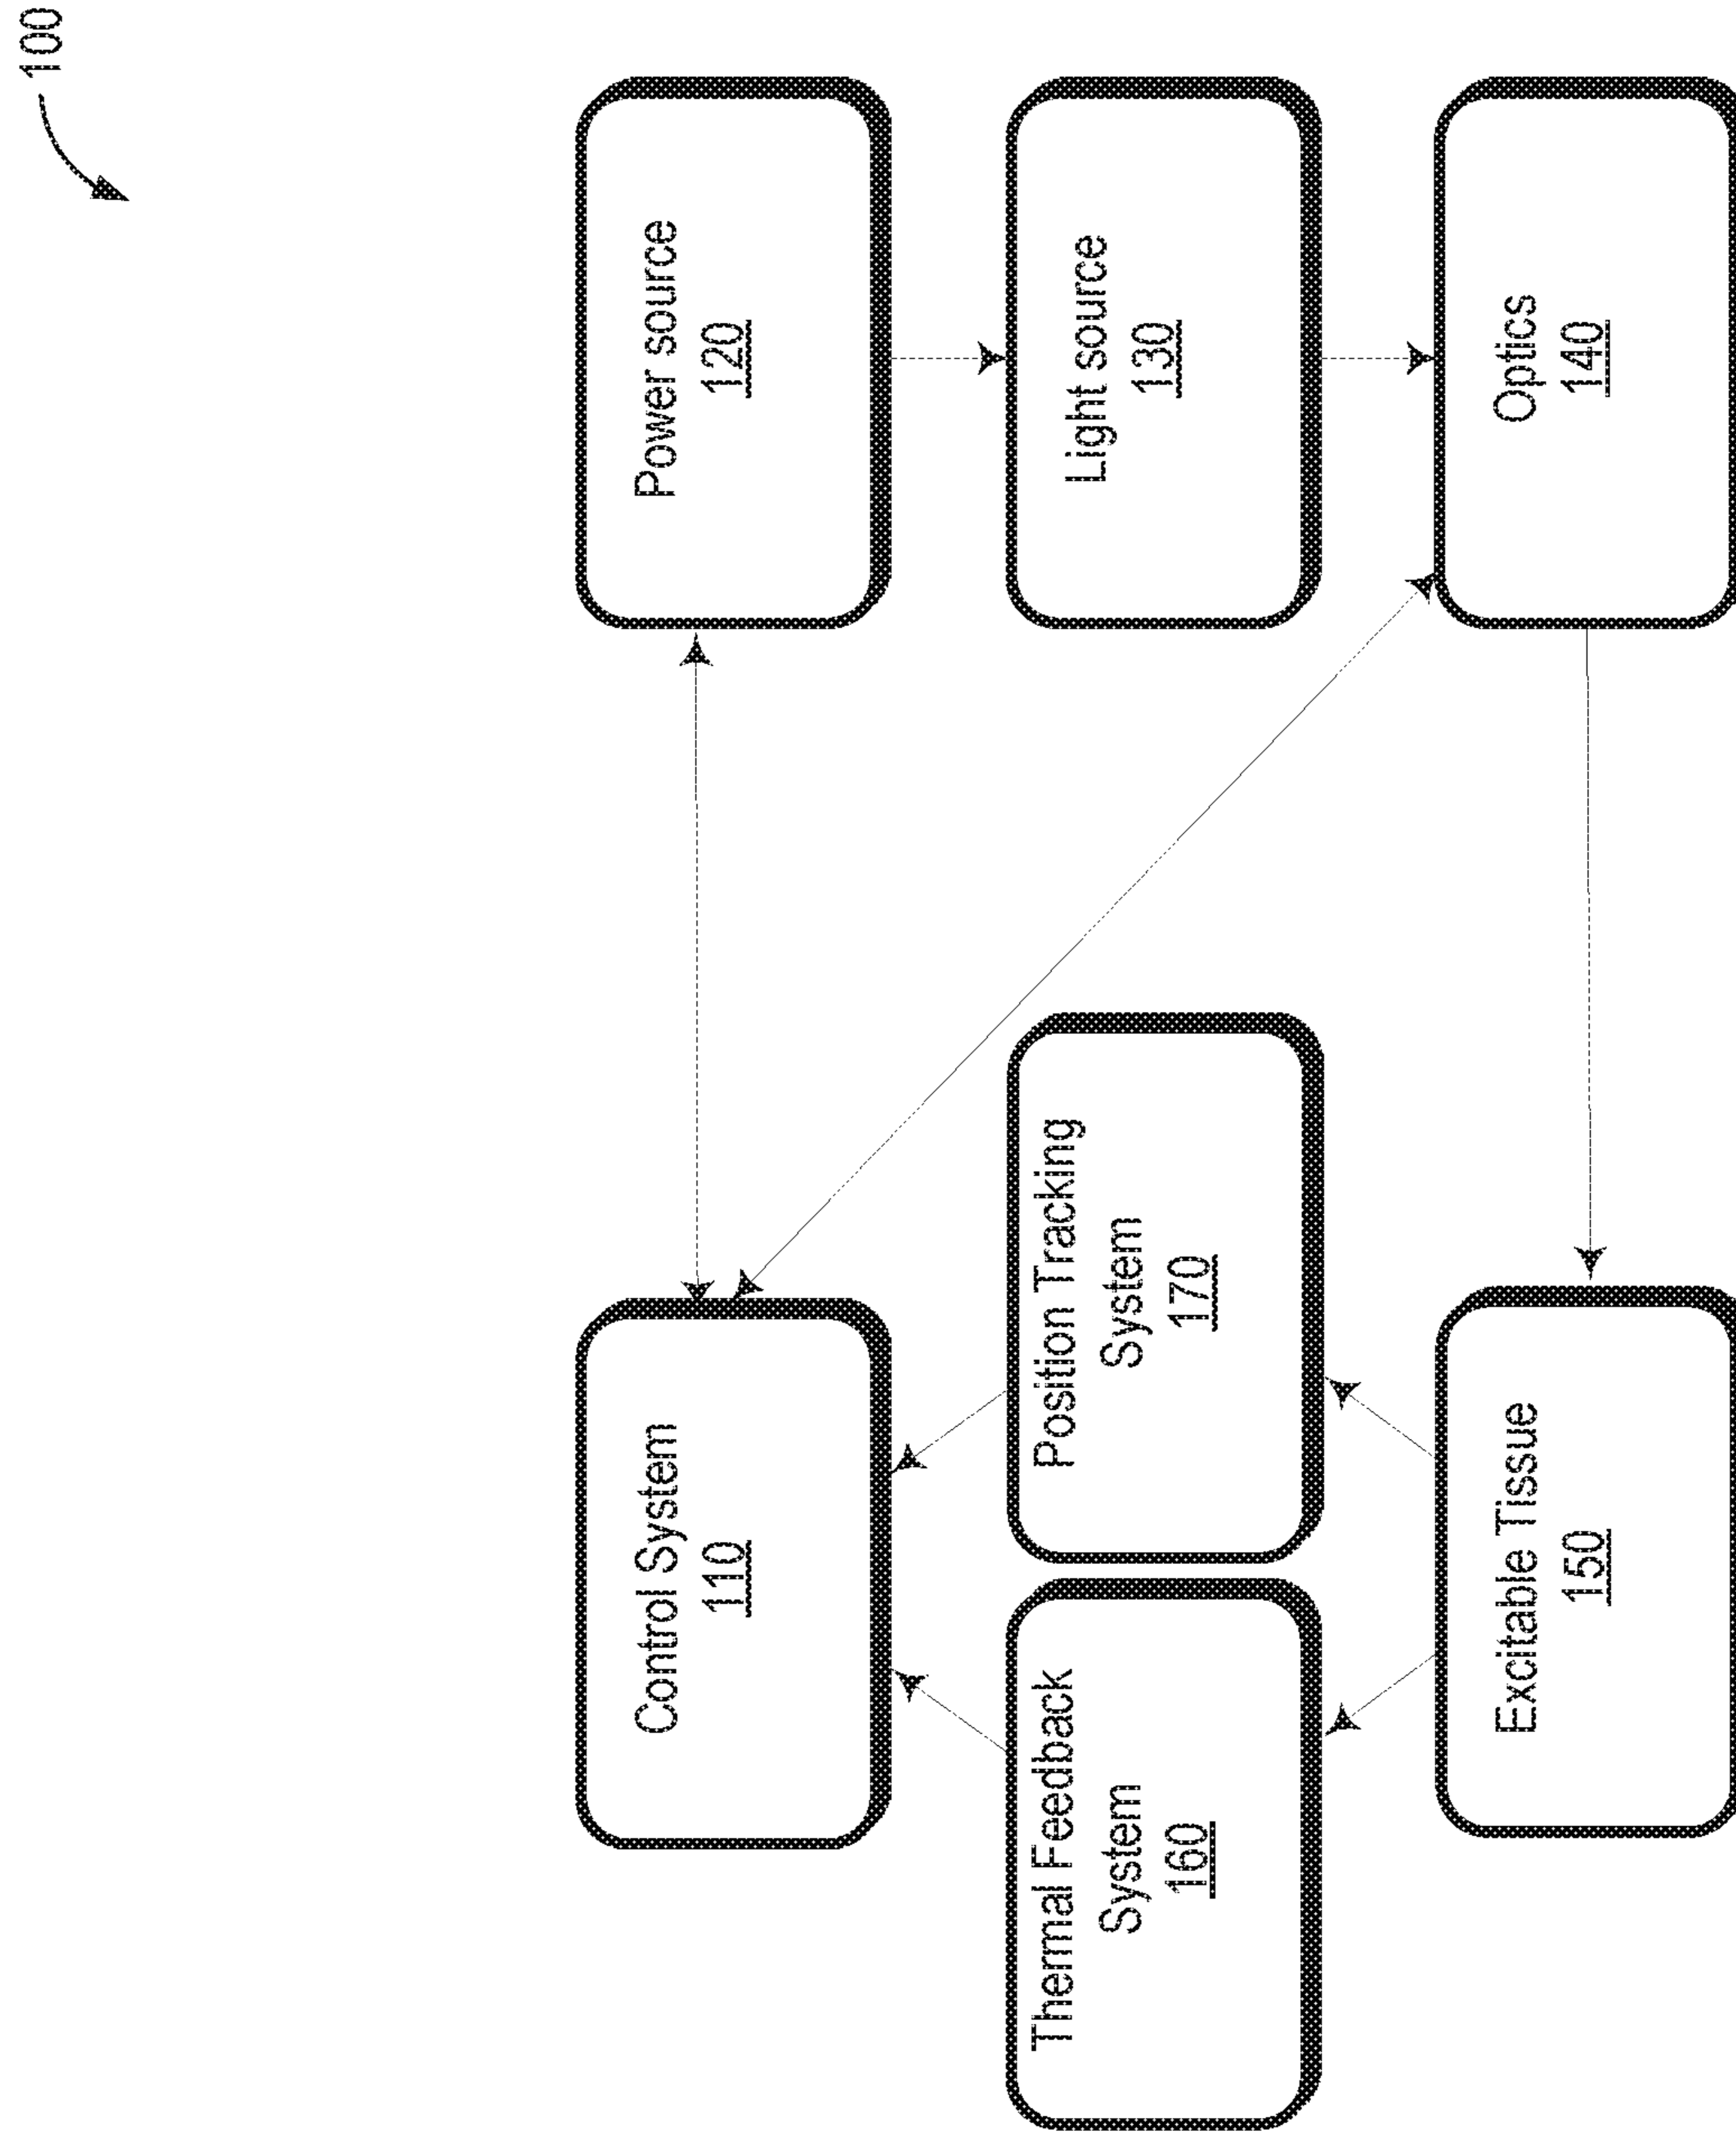 100
Control System
110
Power source
120
Thermal Feedback
System
160
Position Tracking
System
170
Light source
130
Excitable Tissue
150
Optics
140